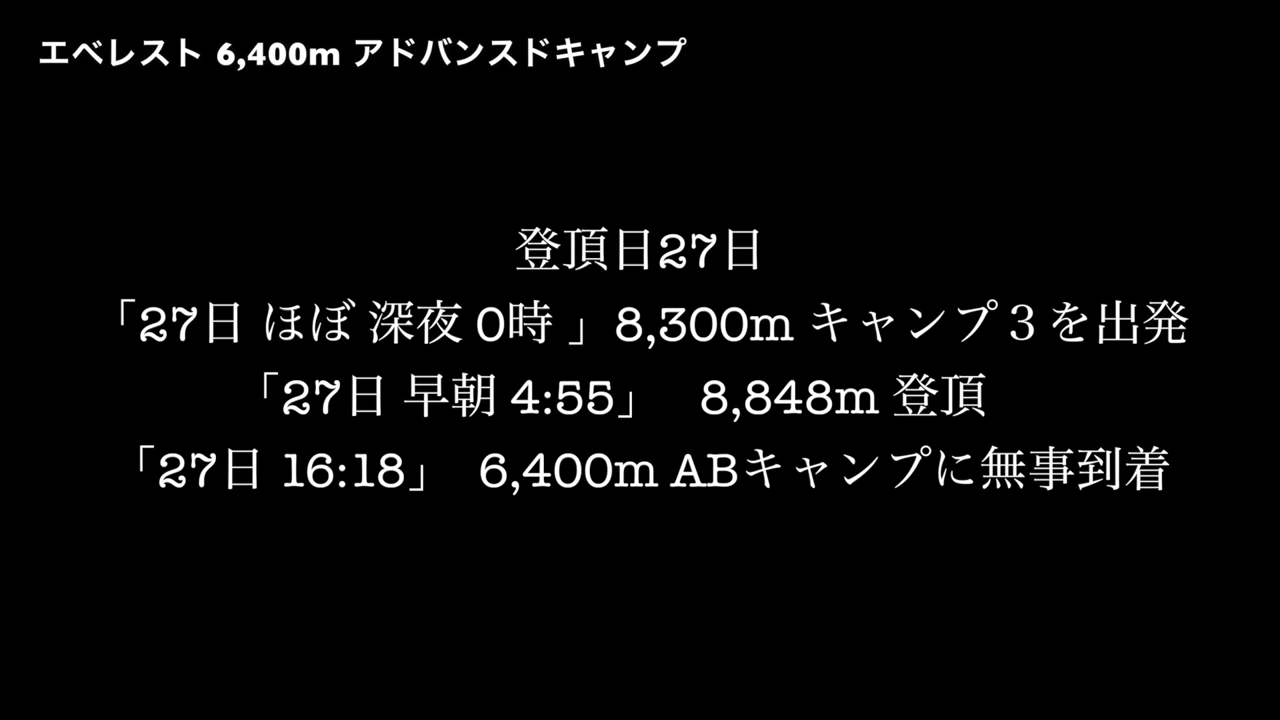 エベレスト 6,400m アドバンスドキャンプ
登頂日27日
「27日 ほぼ 深夜 0時 」8,300m キャンプ３を出発
「27日 早朝 4:55」 8,848m 登頂
「27日 16:18」 6,400m ABキャンプに無事到着